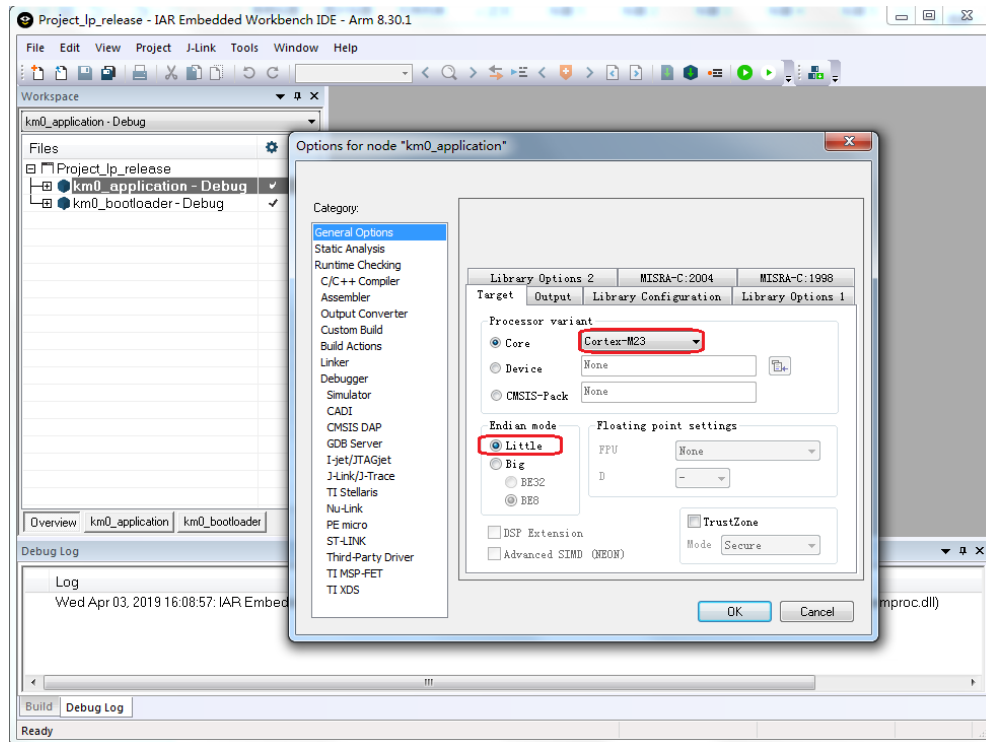 Project_lp_release - IAR Embedded Workbench IDE - Arm 8.30.1
File Edit View Project J-Link Tools Window Help
Workspace
km0_application - Debug
Files
Project_lp_release
km0_application - Debug
km0_bootloader - Debug
Overview km0_application km0_bootloader
Options for node "km0_application"
Category:
General Options
Static Analysis
Runtime Checking
C/C++ Compiler
Assembler
Output Converter
Custom Build
Build Actions
Linker
Debugger
Simulator
CADI
CMSIS DAP
GDB Server
I-jet/JTAGjet
J-Link/J-Trace
TI Stellaris
Nu-Link
PE micro
ST-LINK
Third-Party Driver
TI MSP-FET
TI XDS
Library Options 2 MISRA-C:2004 MISRA-C:1998
Target Output Library Configuration Library Options 1
Processor variant
Core Cortex-M23
Device None
CMSIS-Pack None
Endian mode
Little
Big
BE32
BE8
Floating point settings
FPU None
D -
DSP Extension
Advanced SIMD (NEON)
TrustZone
Mode Secure
OK Cancel
Debug Log
Log
Wed Apr 03, 2019 16:08:57: IAR Embed
mproc.dll)
Build Debug Log
Ready